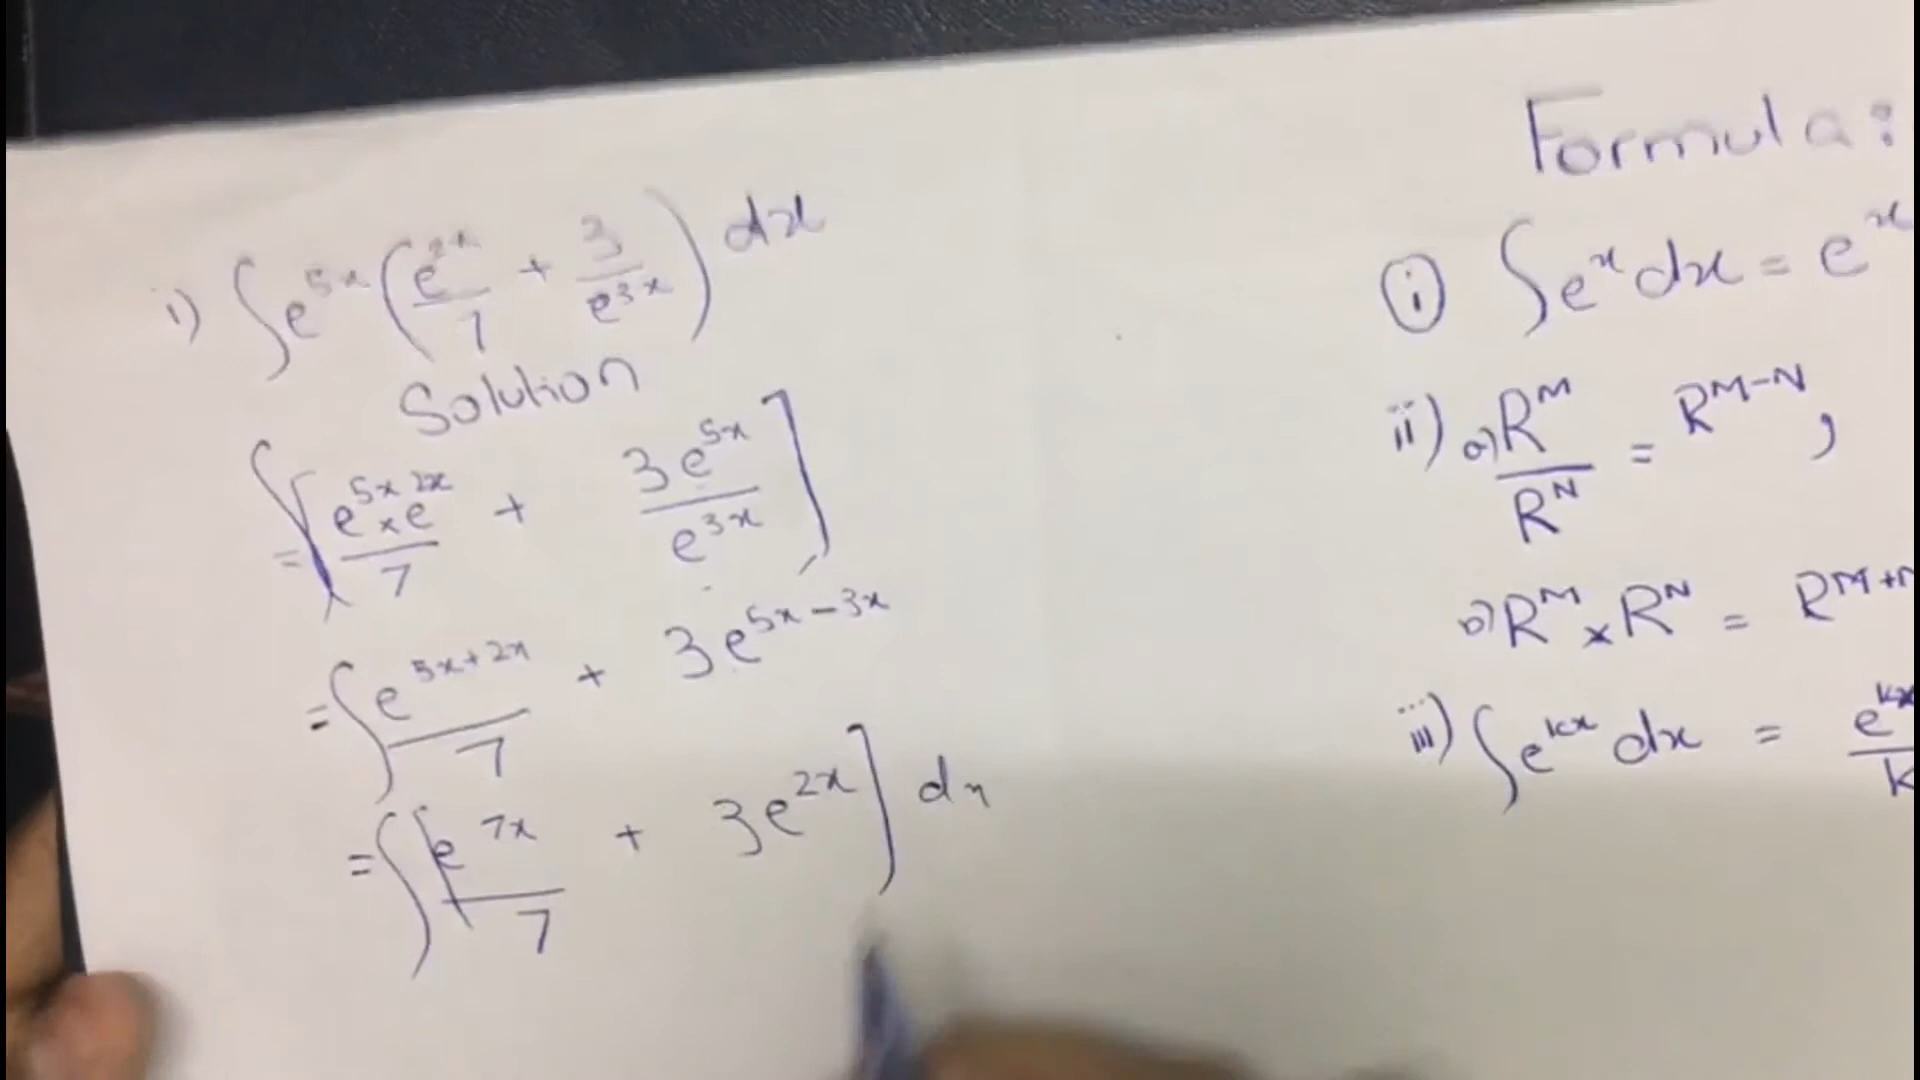 i) ∫e^{5x}(e^{2x}/7 + 3/e^{3x}) dx
Solution
= ∫[e^{5x} × e^{2x}/7 + 3e^{5x}/e^{3x}]
= ∫e^{5x+2x}/7 + 3e^{5x-3x}
= ∫[e^{7x}/7 + 3e^{2x}] dx
Formula:
i) ∫e^x dx = e^x
ii) a) R^M/R^N = R^{M-N},
R^M × R^N = R^{M+N}
iii) ∫e^{kx} dx = e^{kx}/k